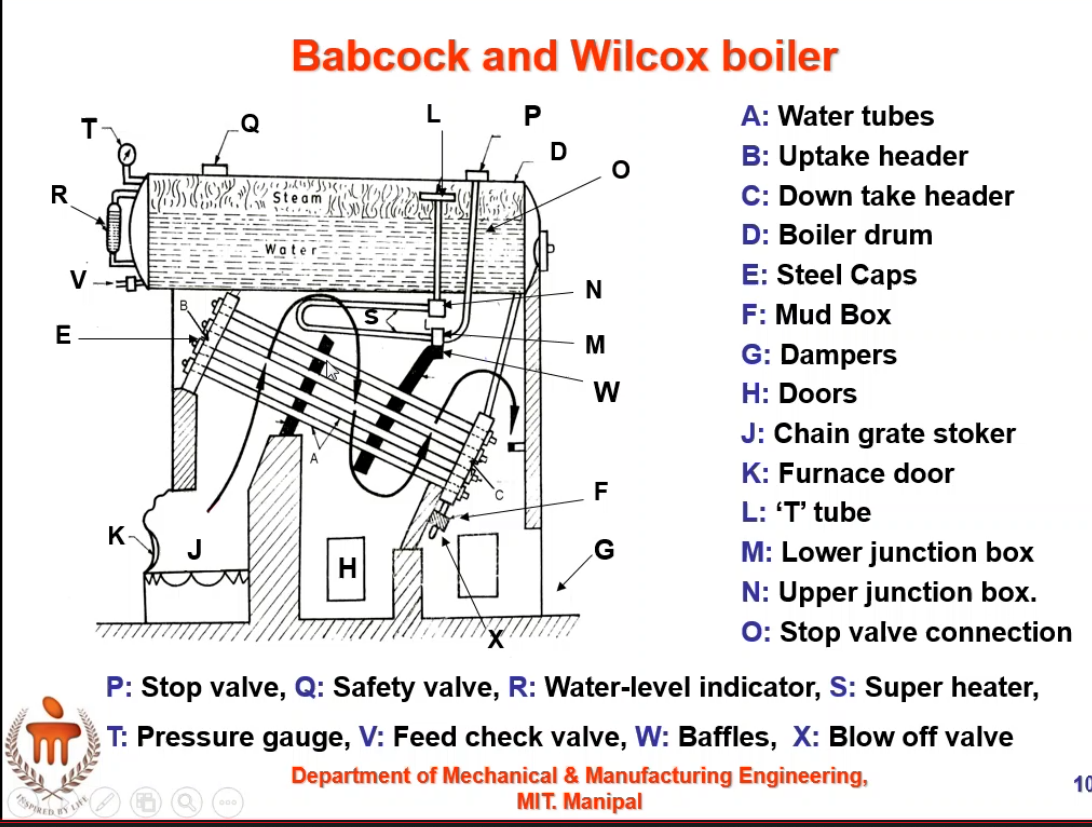 Babcock and Wilcox boiler
T
Q
L
P
D
O
R
Steam
Water
V
N
B
S
E
M
W
A
C
F
K
J
H
G
X
A: Water tubes
B: Uptake header
C: Down take header
D: Boiler drum
E: Steel Caps
F: Mud Box
G: Dampers
H: Doors
J: Chain grate stoker
K: Furnace door
L: ‘T’ tube
M: Lower junction box
N: Upper junction box.
O: Stop valve connection
P: Stop valve, Q: Safety valve, R: Water-level indicator, S: Super heater,
T: Pressure gauge, V: Feed check valve, W: Baffles, X: Blow off valve
INSPIRED BY LIFE
Department of Mechanical & Manufacturing Engineering,
MIT. Manipal
10